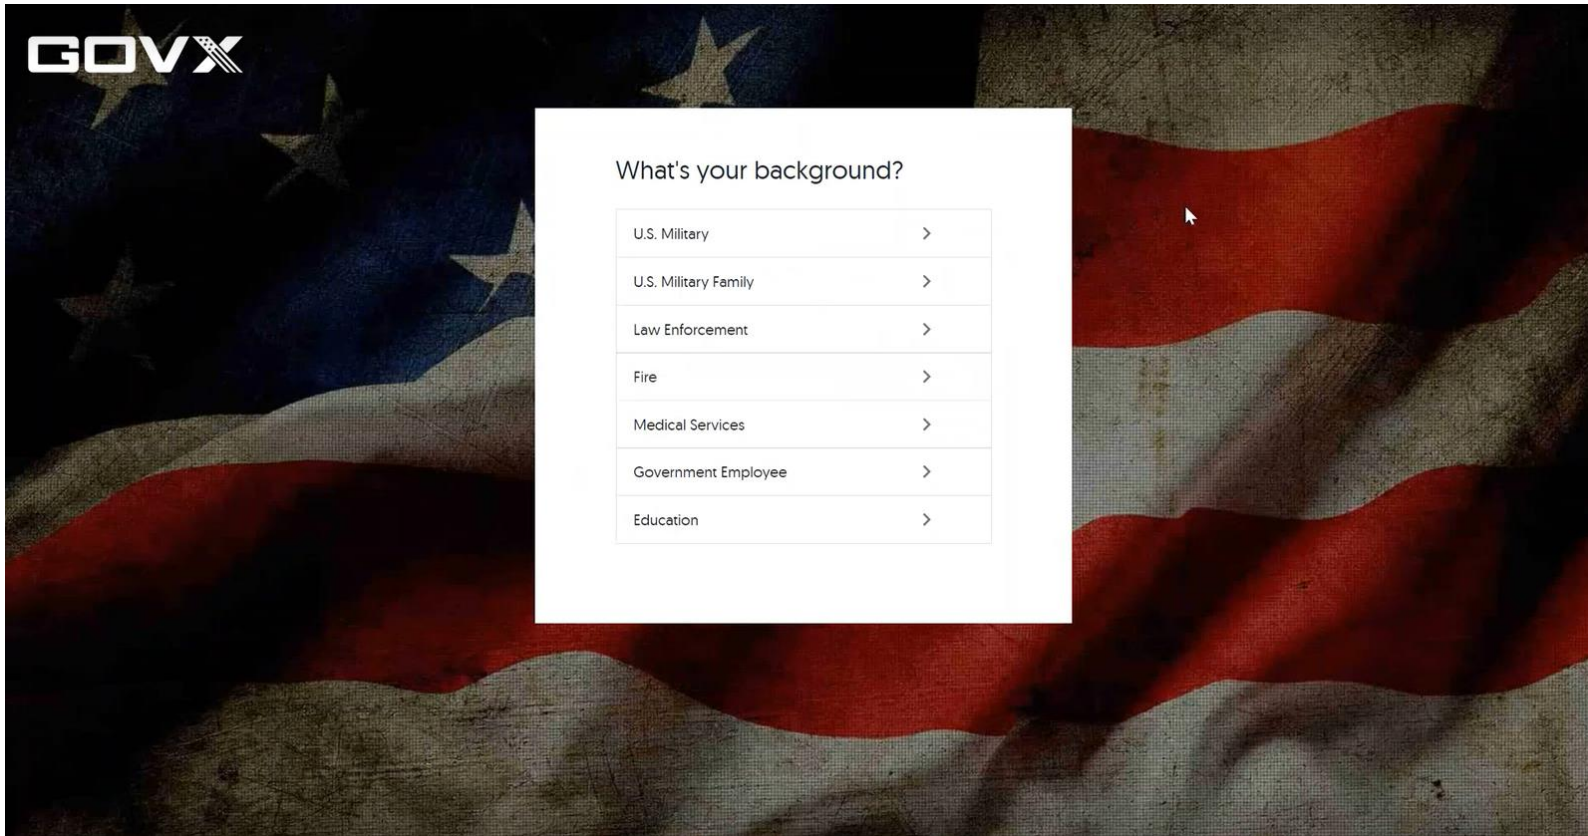 GOVX
What's your background?
U.S. Military
U.S. Military Family
Law Enforcement
Fire
Medical Services
Government Employee
Education